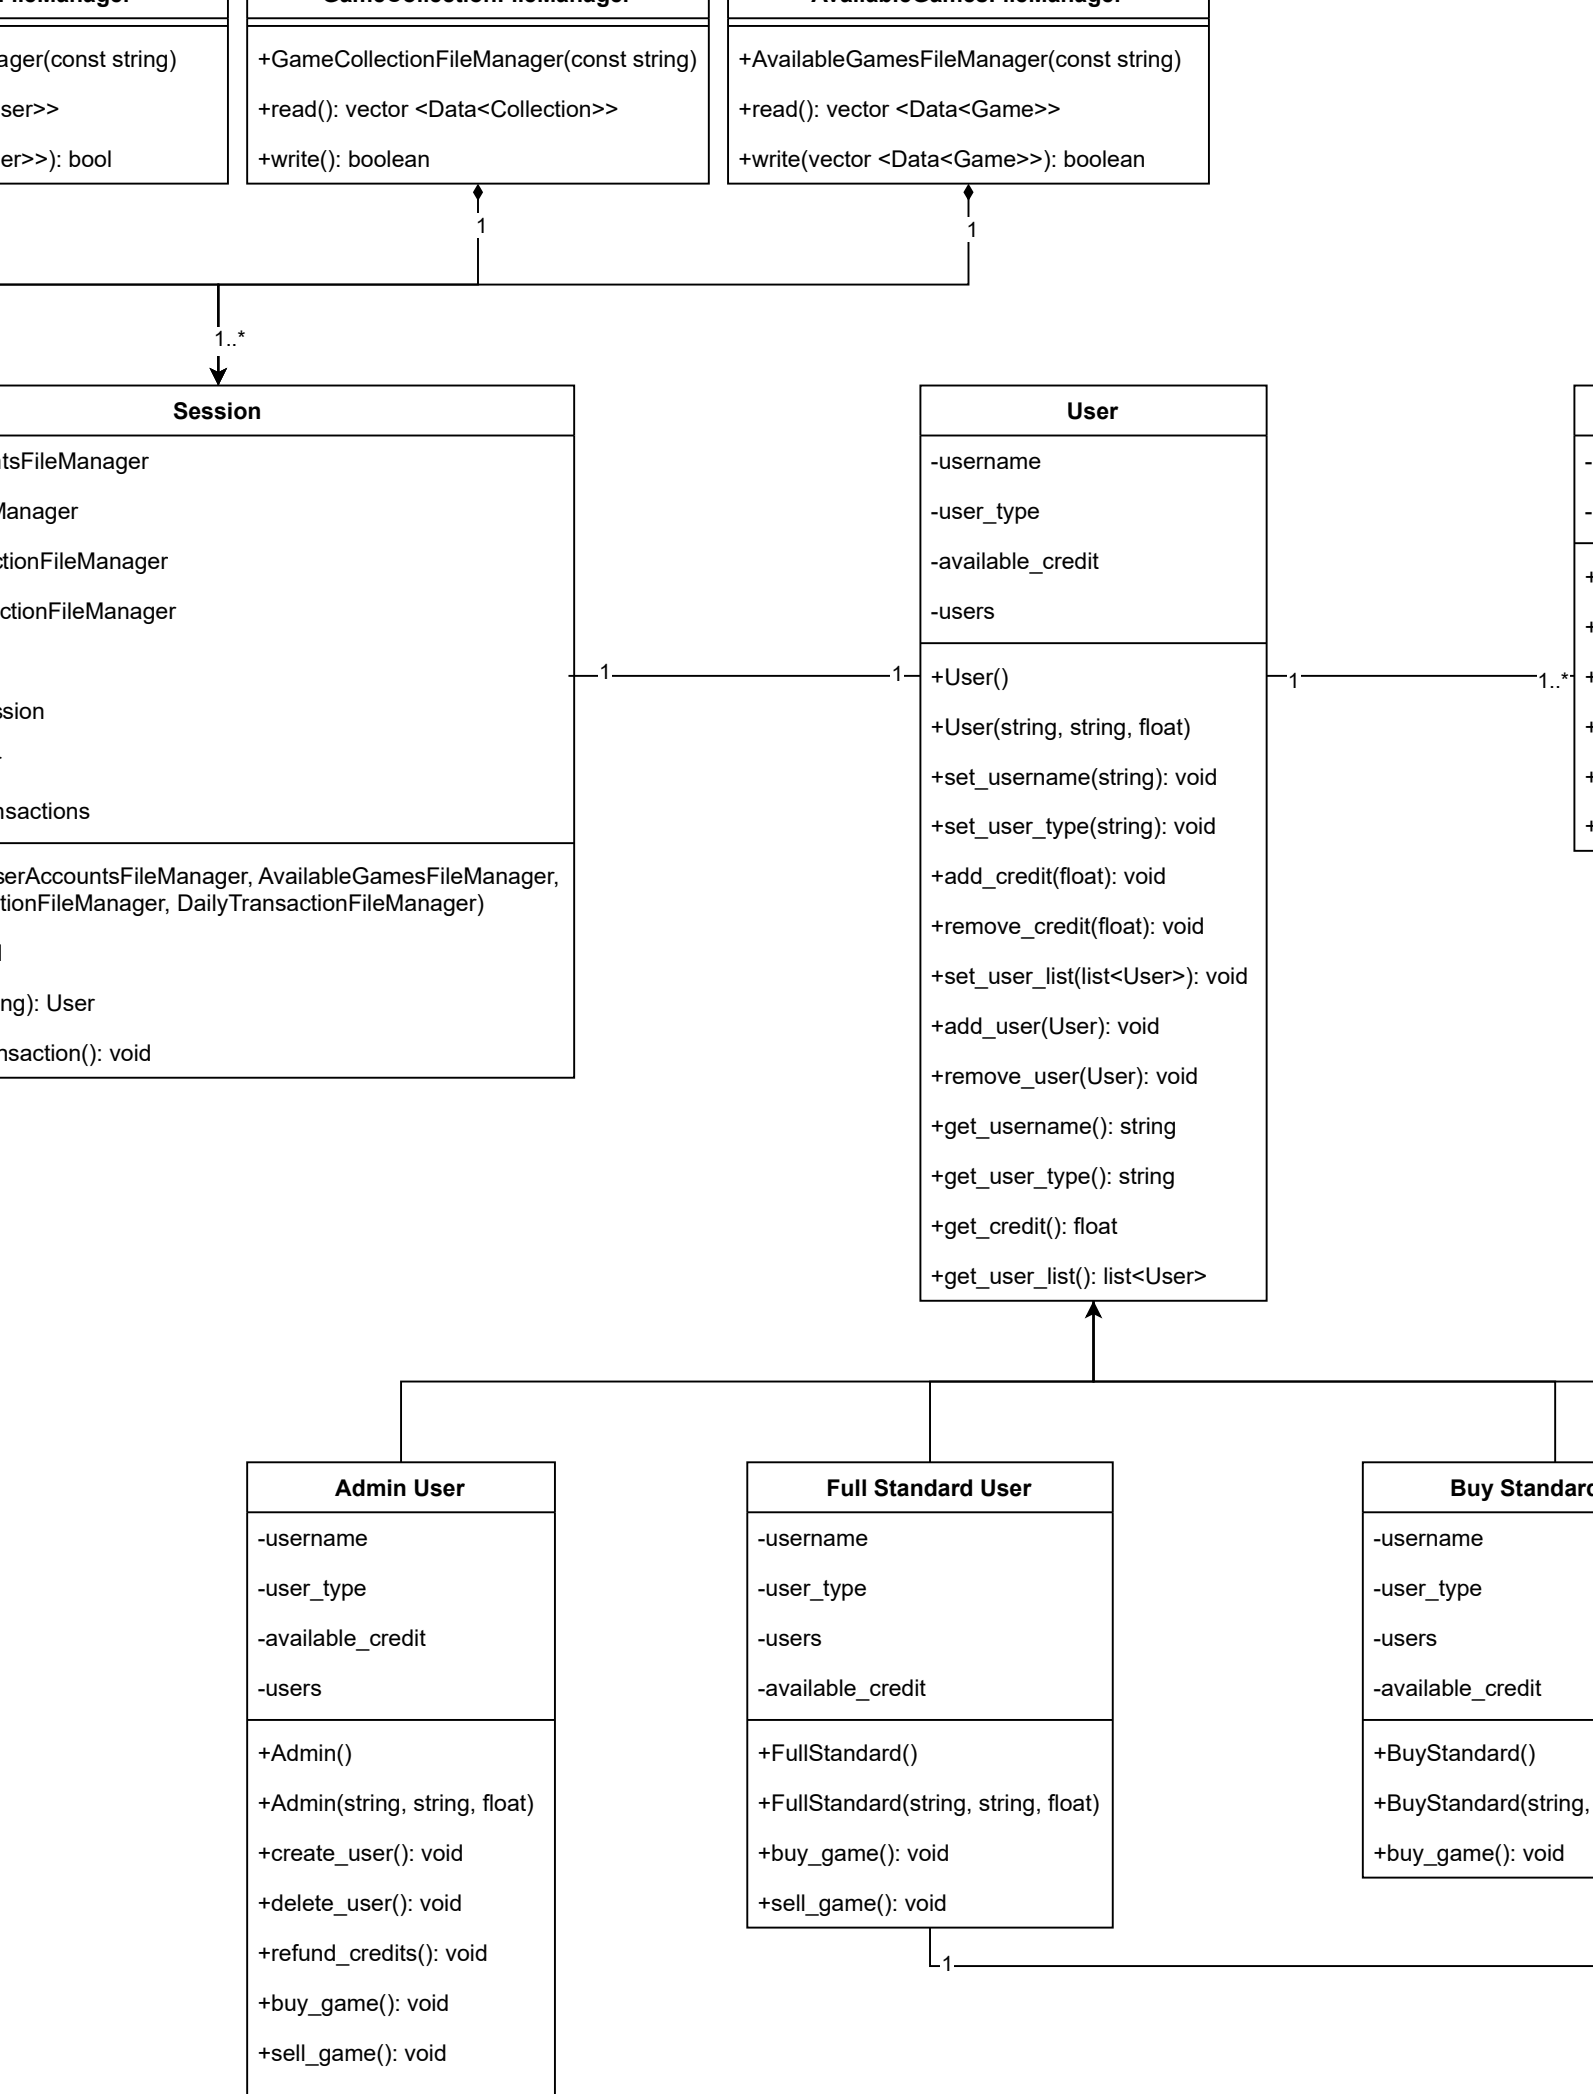 +GameCollectionFileManager(const string)
+read(): vector <Data<Collection>>
+write(): boolean
+AvailableGamesFileManager(const string)
+read(): vector <Data<Game>>
+write(vector <Data<Game>>): boolean
ager(const string)
ser>>
er>>): bool
1
1
1..*
Session
tsFileManager
Manager
ctionFileManager
ctionFileManager
ssion
nsactions
serAccountsFileManager, AvailableGamesFileManager,
tionFileManager, DailyTransactionFileManager)
ng): User
nsaction(): void
1
1
User
-username
-user_type
-available_credit
-users
+User()
+User(string, string, float)
+set_username(string): void
+set_user_type(string): void
+add_credit(float): void
+remove_credit(float): void
+set_user_list(list<User>): void
+add_user(User): void
+remove_user(User): void
+get_username(): string
+get_user_type(): string
+get_credit(): float
+get_user_list(): list<User>
1
1..*
-
-
+
+
+
+
+
+
Admin User
-username
-user_type
-available_credit
-users
+Admin()
+Admin(string, string, float)
+create_user(): void
+delete_user(): void
+refund_credits(): void
+buy_game(): void
+sell_game(): void
Full Standard User
-username
-user_type
-users
-available_credit
+FullStandard()
+FullStandard(string, string, float)
+buy_game(): void
+sell_game(): void
1
Buy Standard
-username
-user_type
-users
-available_credit
+BuyStandard()
+BuyStandard(string,
+buy_game(): void